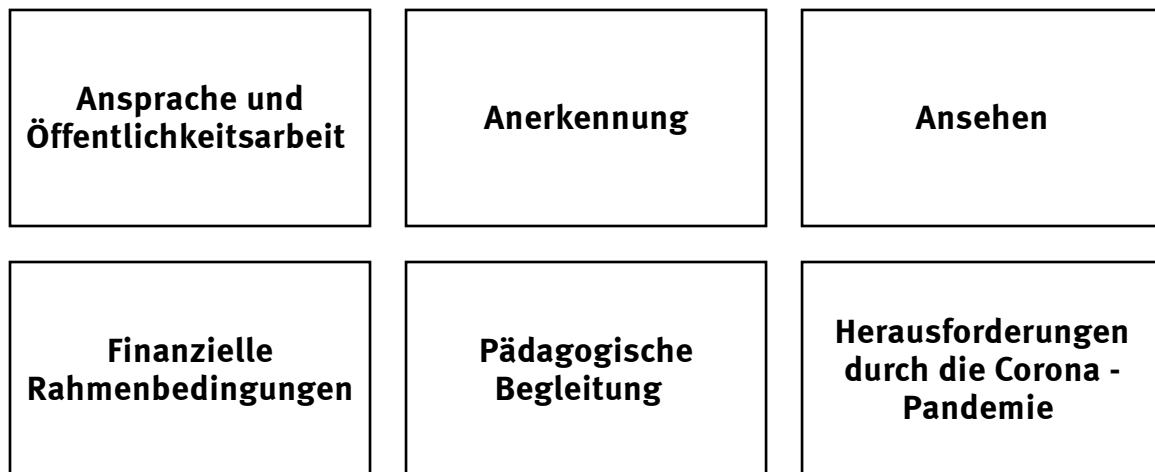 Ansprache und
Öffentlichkeitsarbeit
Anerkennung
Ansehen
Finanzielle
Rahmenbedingungen
Pädagogische
Begleitung
Herausforderungen
durch die Corona -
Pandemie